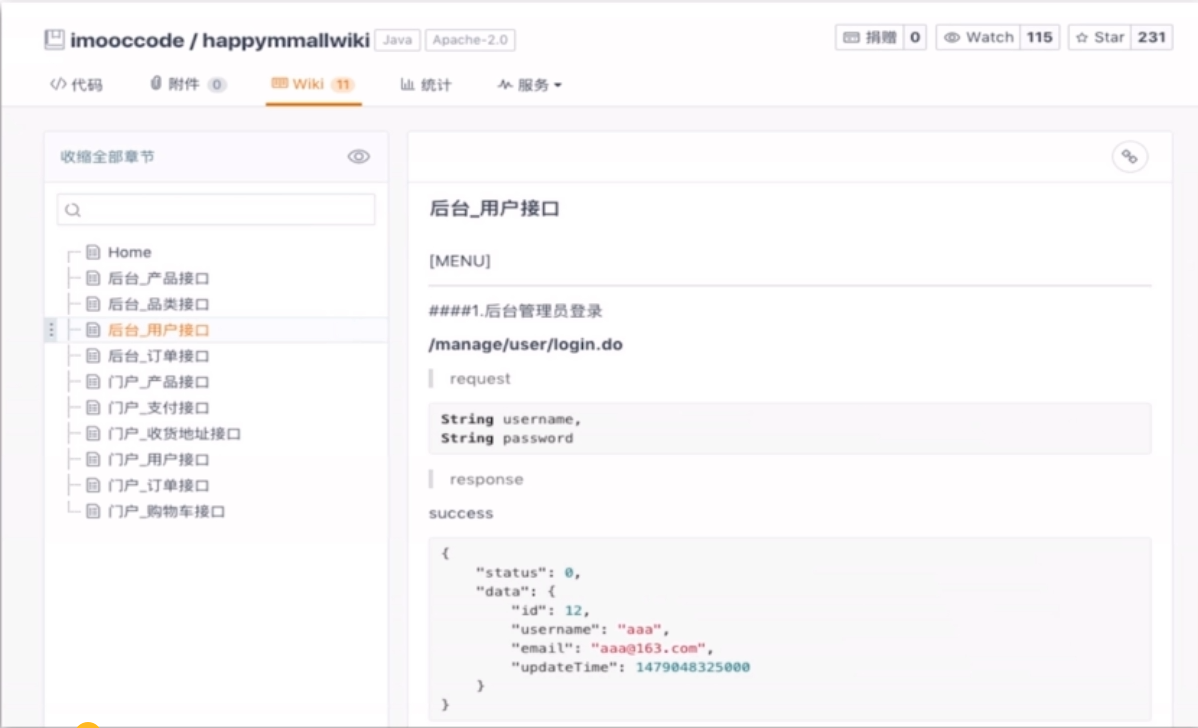 imooccode / happymmallwiki Java Apache-2.0 捐赠 0 Watch 115 Star 231
代码 附件 0 Wiki 11 统计 服务
收缩全部章节
Home
后台_产品接口
后台_品类接口
后台_用户接口
后台_订单接口
门户_产品接口
门户_支付接口
门户_收货地址接口
门户_用户接口
门户_订单接口
门户_购物车接口
后台_用户接口
[MENU]
####1.后台管理员登录
/manage/user/login.do
request
String username,
String password
response
success
{
"status": 0,
"data": {
"id": 12,
"username": "aaa",
"email": "aaa@163.com",
"updateTime": 1479048325000
}
}